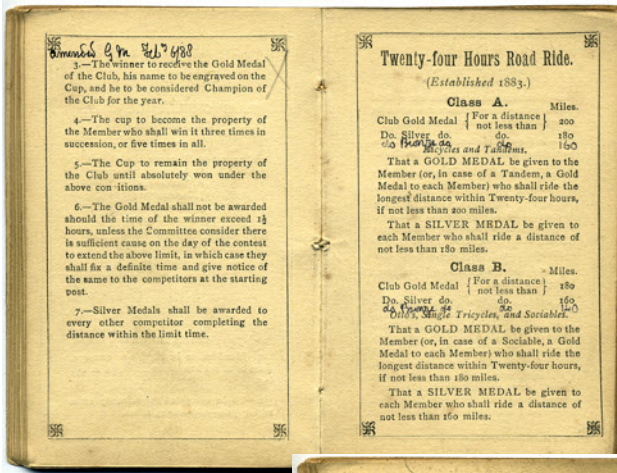 amended G M Feby 6/88
3.—The winner to receive the Gold Medal
of the Club, his name to be engraved on the
Cup, and he to be considered Champion of
the Club for the year.
4.—The cup to become the property of
the Member who shall win it three times in
succession, or five times in all.
5.—The Cup to remain the property of
the Club until absolutely won under the
above con itions.
6.—The Gold Medal shall not be awarded
should the time of the winner exceed 1½
hours, unless the Committee consider there
is sufficient cause on the day of the contest
to extend the above limit, in which case they
shall fix a definite time and give notice of
the same to the competitors at the starting
post.
7.—Silver Medals shall be awarded to
every other competitor completing the
distance within the limit time.
Twenty-four Hours Road Ride.
(Established 1883.)
Class A.
Miles.
Club Gold Medal { For a distance not less than } 200
Do. Silver do. do. 180
do Bronze do do 160
Bicycles and Tandems.
That a GOLD MEDAL be given to the
Member (or, in case of a Tandem, a Gold
Medal to each Member) who shall ride the
longest distance within Twenty-four hours,
if not less than 200 miles.
That a SILVER MEDAL be given to
each Member who shall ride a distance of
not less than 180 miles.
Class B.
Miles.
Club Gold Medal { For a distance not less than } 180
Do. Silver do. do. 160
do Bronze do do 140
Otto's, Single Tricycles, and Sociables.
That a GOLD MEDAL be given to the
Member (or, in case of a Sociable, a Gold
Medal to each Member) who shall ride the
longest distance within Twenty-four hours,
if not less than 180 miles.
That a SILVER MEDAL be given to
each Member who shall ride a distance of
not less than 160 miles.